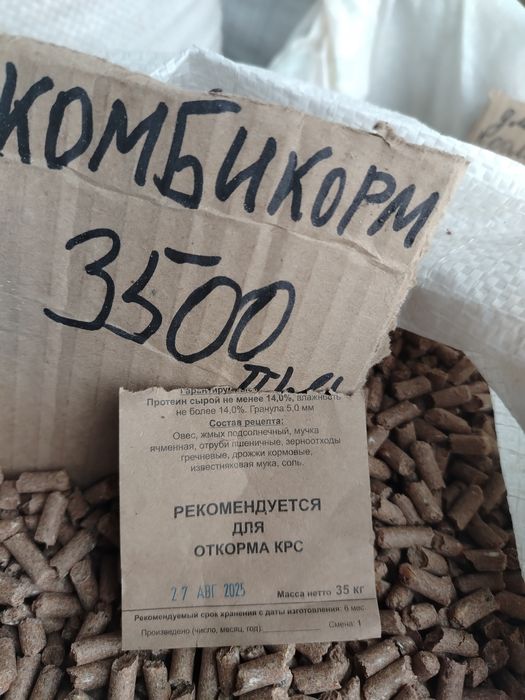 КОМБИКОРМ
3500
Протеин сырой не менее 14,0%, влажность
не более 14.0%. Гранула 5,0 мм
Состав рецепта:
Овес, жмых подсолнечный, мучка
ячменная, отруби пшеничные, зерноотходы
гречневые, дрожжи кормовые,
известняковая мука, соль.
РЕКОМЕНДУЕТСЯ
ДЛЯ
ОТКОРМА КРС
27 АВГ 2025 Масса нетто 35 кг
Рекомендуемый срок хранения с даты изготовления: 6 мес.
Произведено (число, месяц, год): Смена: 1